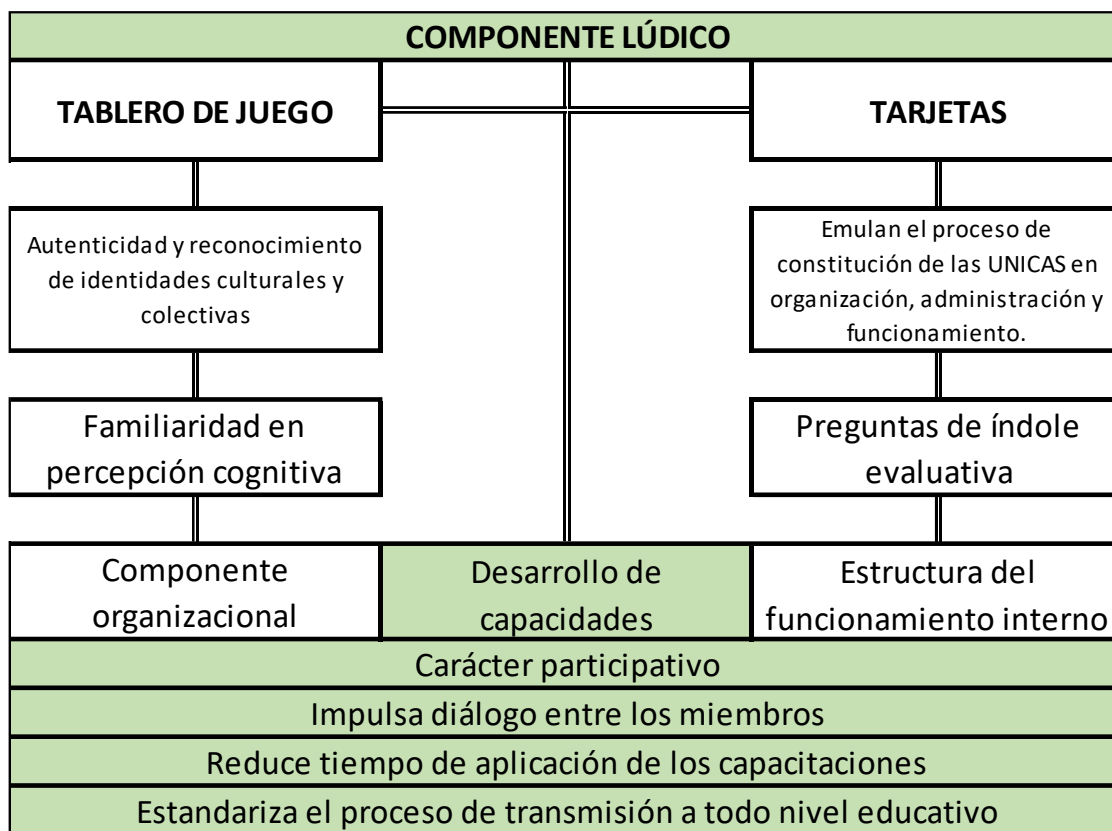 COMPONENTE LÚDICO
TABLERO DE JUEGO
TARJETAS
Autenticidad y reconocimiento
de identidades culturales y
colectivas
Emulan el proceso de
constitución de las UNICAS en
organización, administración y
funcionamiento.
Familiaridad en
percepción cognitiva
Preguntas de índole
evaluativa
Componente
organizacional
Desarrollo de
capacidades
Estructura del
funcionamiento interno
Carácter participativo
Impulsa diálogo entre los miembros
Reduce tiempo de aplicación de los capacitaciones
Estandariza el proceso de transmisión a todo nivel educativo